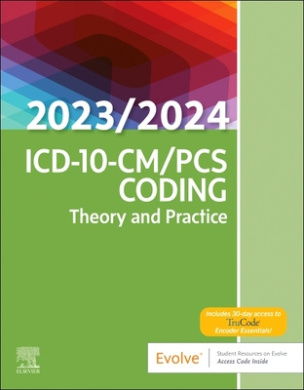 2023/2024
ICD-10-CM/PCS
CODING
Theory and Practice
Includes 30-day access to
TruCode
Encoder Essentials!
ELSEVIER
Evolve
Student Resources on Evolve
Access Code Inside